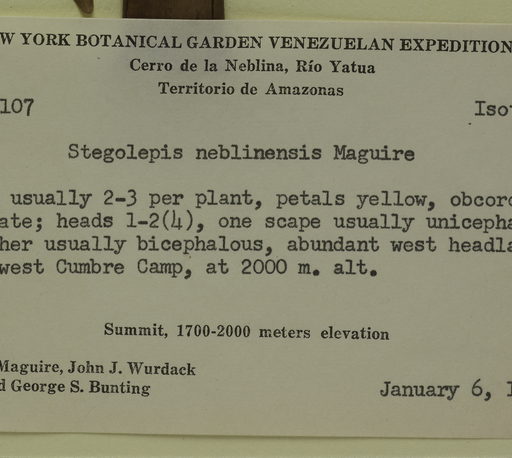 W YORK BOTANICAL GARDEN VENEZUELAN EXPEDITION
Cerro de la Neblina, Río Yatua
Territorio de Amazonas
107 Iso
Stegolepis neblinensis Maguire
usually 2-3 per plant, petals yellow, obcord
ate; heads 1-2(4), one scape usually unicepha
her usually bicephalous, abundant west headla
west Cumbre Camp, at 2000 m. alt.
Summit, 1700-2000 meters elevation
Maguire, John J. Wurdack
d George S. Bunting January 6, 1